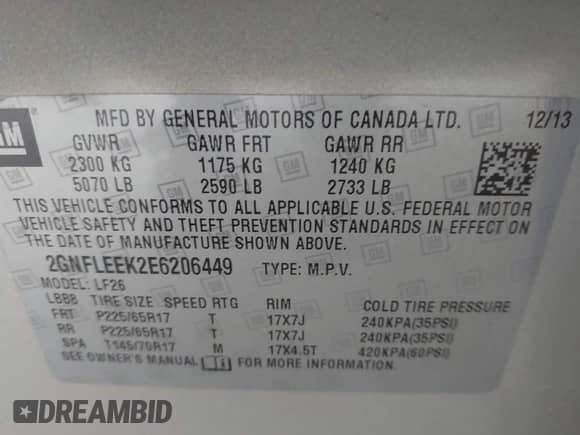 GM
MFD BY GENERAL MOTORS OF CANADA LTD. 12/13
GVWR GAWR FRT GAWR RR
2300 KG 1175 KG 1240 KG
5070 LB 2590 LB 2733 LB
THIS VEHICLE CONFORMS TO ALL APPLICABLE U.S. FEDERAL MOTOR
VEHICLE SAFETY AND THEFT PREVENTION STANDARDS IN EFFECT ON
THE DATE OF MANUFACTURE SHOWN ABOVE.
2GNFLEEK2E6206449 TYPE: M.P.V.
MODEL: LF26
LBBB TIRE SIZE SPEED RTG RIM COLD TIRE PRESSURE
FRT P225/65R17 T 17X7J 240KPA(35PSI)
RR P225/65R17 T 17X7J 240KPA(35PSI)
SPA T145/70R17 M 17X4.5T 420KPA(60PSI)
SEE OWNER'S MANUAL FOR MORE INFORMATION.
DREAMBID